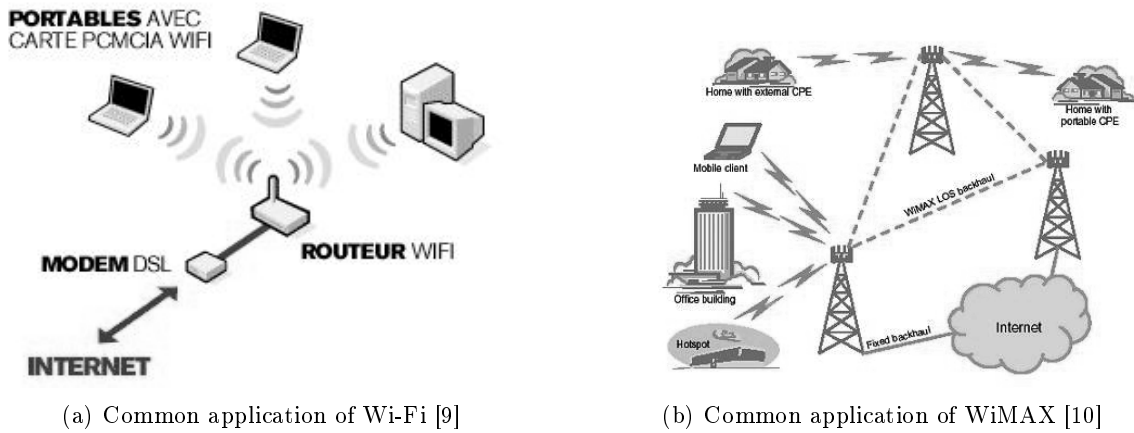 PORTABLES AVEC
CARTE PCMCIA WIFI
MODEM DSL
ROUTEUR WIFI
INTERNET
(a) Common application of Wi-Fi [9]
Home with external CPE
Home with
portable CPE
Mobile client
WiMAX LOS backhaul
Office building
Hotspot
Fixed backhaul
Internet
(b) Common application of WiMAX [10]